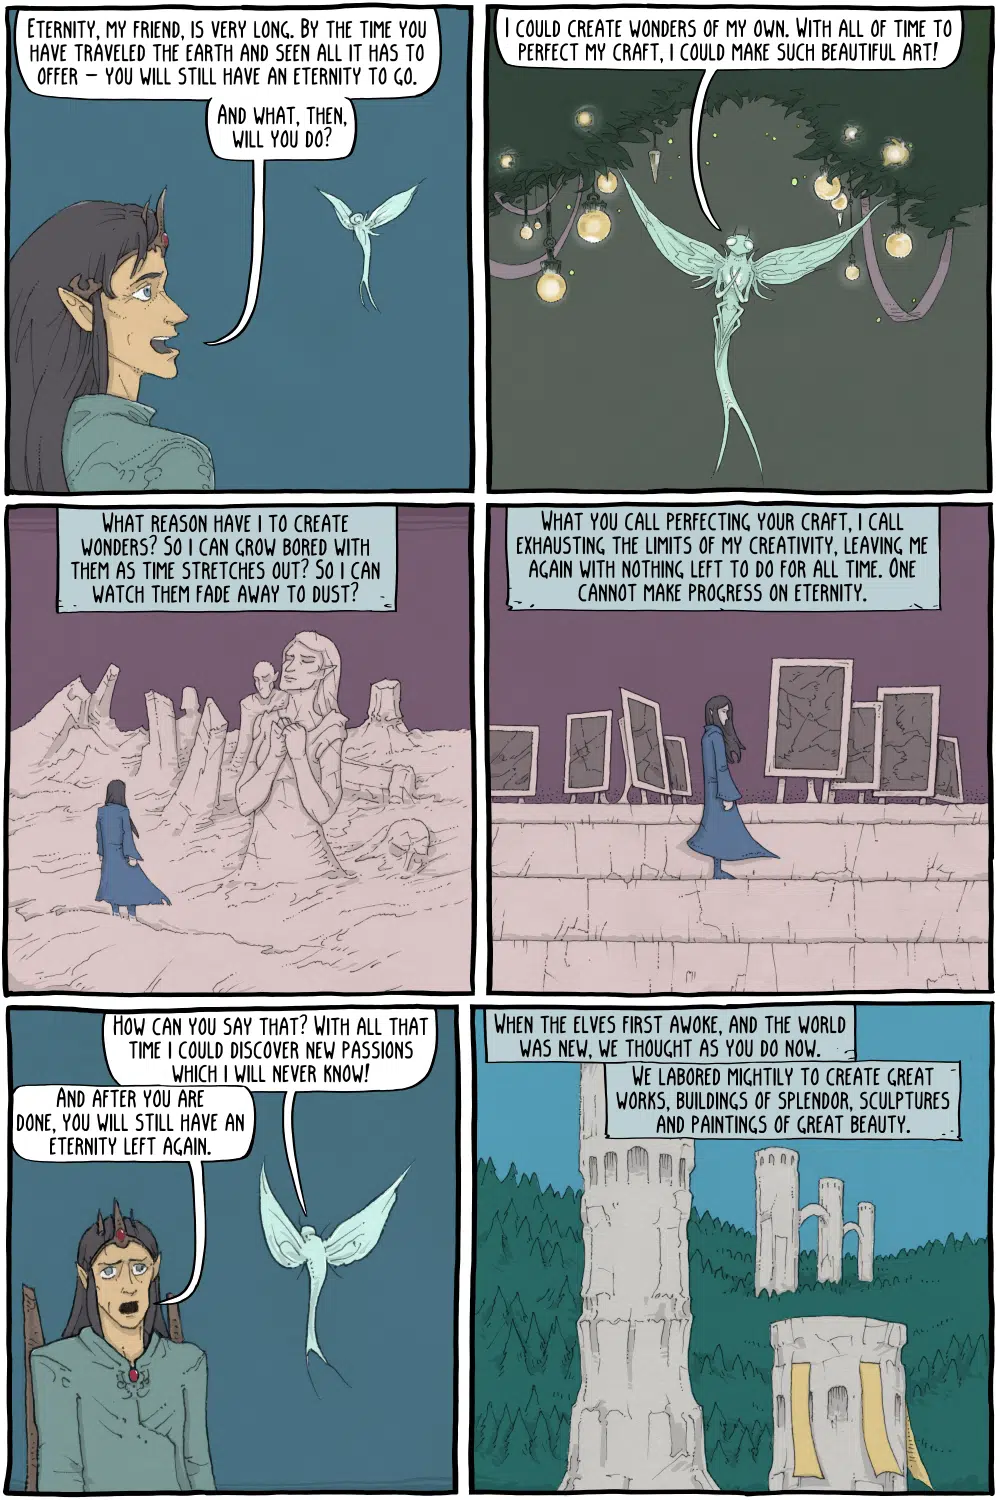 ETERNITY, MY FRIEND, IS VERY LONG. BY THE TIME YOU
HAVE TRAVELED THE EARTH AND SEEN ALL IT HAS TO
OFFER – YOU WILL STILL HAVE AN ETERNITY TO GO.
AND WHAT, THEN,
WILL YOU DO?
I COULD CREATE WONDERS OF MY OWN. WITH ALL OF TIME TO
PERFECT MY CRAFT, I COULD MAKE SUCH BEAUTIFUL ART!
WHAT REASON HAVE I TO CREATE
WONDERS? SO I CAN GROW BORED WITH
THEM AS TIME STRETCHES OUT? SO I CAN
WATCH THEM FADE AWAY TO DUST?
WHAT YOU CALL PERFECTING YOUR CRAFT, I CALL
EXHAUSTING THE LIMITS OF MY CREATIVITY, LEAVING ME
AGAIN WITH NOTHING LEFT TO DO FOR ALL TIME. ONE
CANNOT MAKE PROGRESS ON ETERNITY.
HOW CAN YOU SAY THAT? WITH ALL THAT
TIME I COULD DISCOVER NEW PASSIONS
WHICH I WILL NEVER KNOW!
AND AFTER YOU ARE
DONE, YOU WILL STILL HAVE AN
ETERNITY LEFT AGAIN.
WHEN THE ELVES FIRST AWOKE, AND THE WORLD
WAS NEW, WE THOUGHT AS YOU DO NOW.
WE LABORED MIGHTILY TO CREATE GREAT
WORKS, BUILDINGS OF SPLENDOR, SCULPTURES
AND PAINTINGS OF GREAT BEAUTY.